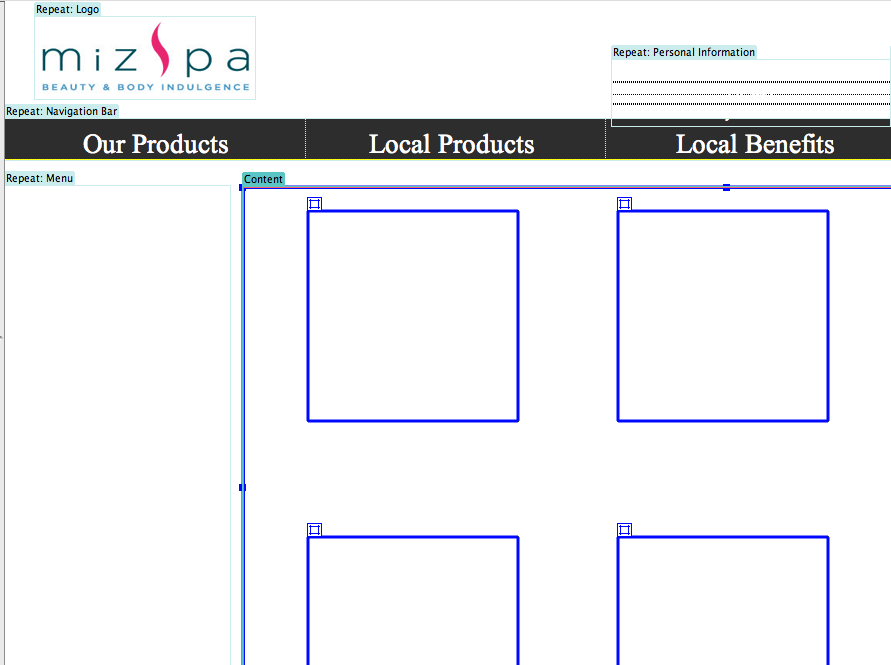 Repeat: Logo
mizspa
BEAUTY & BODY INDULGENCE
Repeat: Personal Information
Repeat: Navigation Bar
Our Products
Local Products
Local Benefits
Repeat: Menu
Content